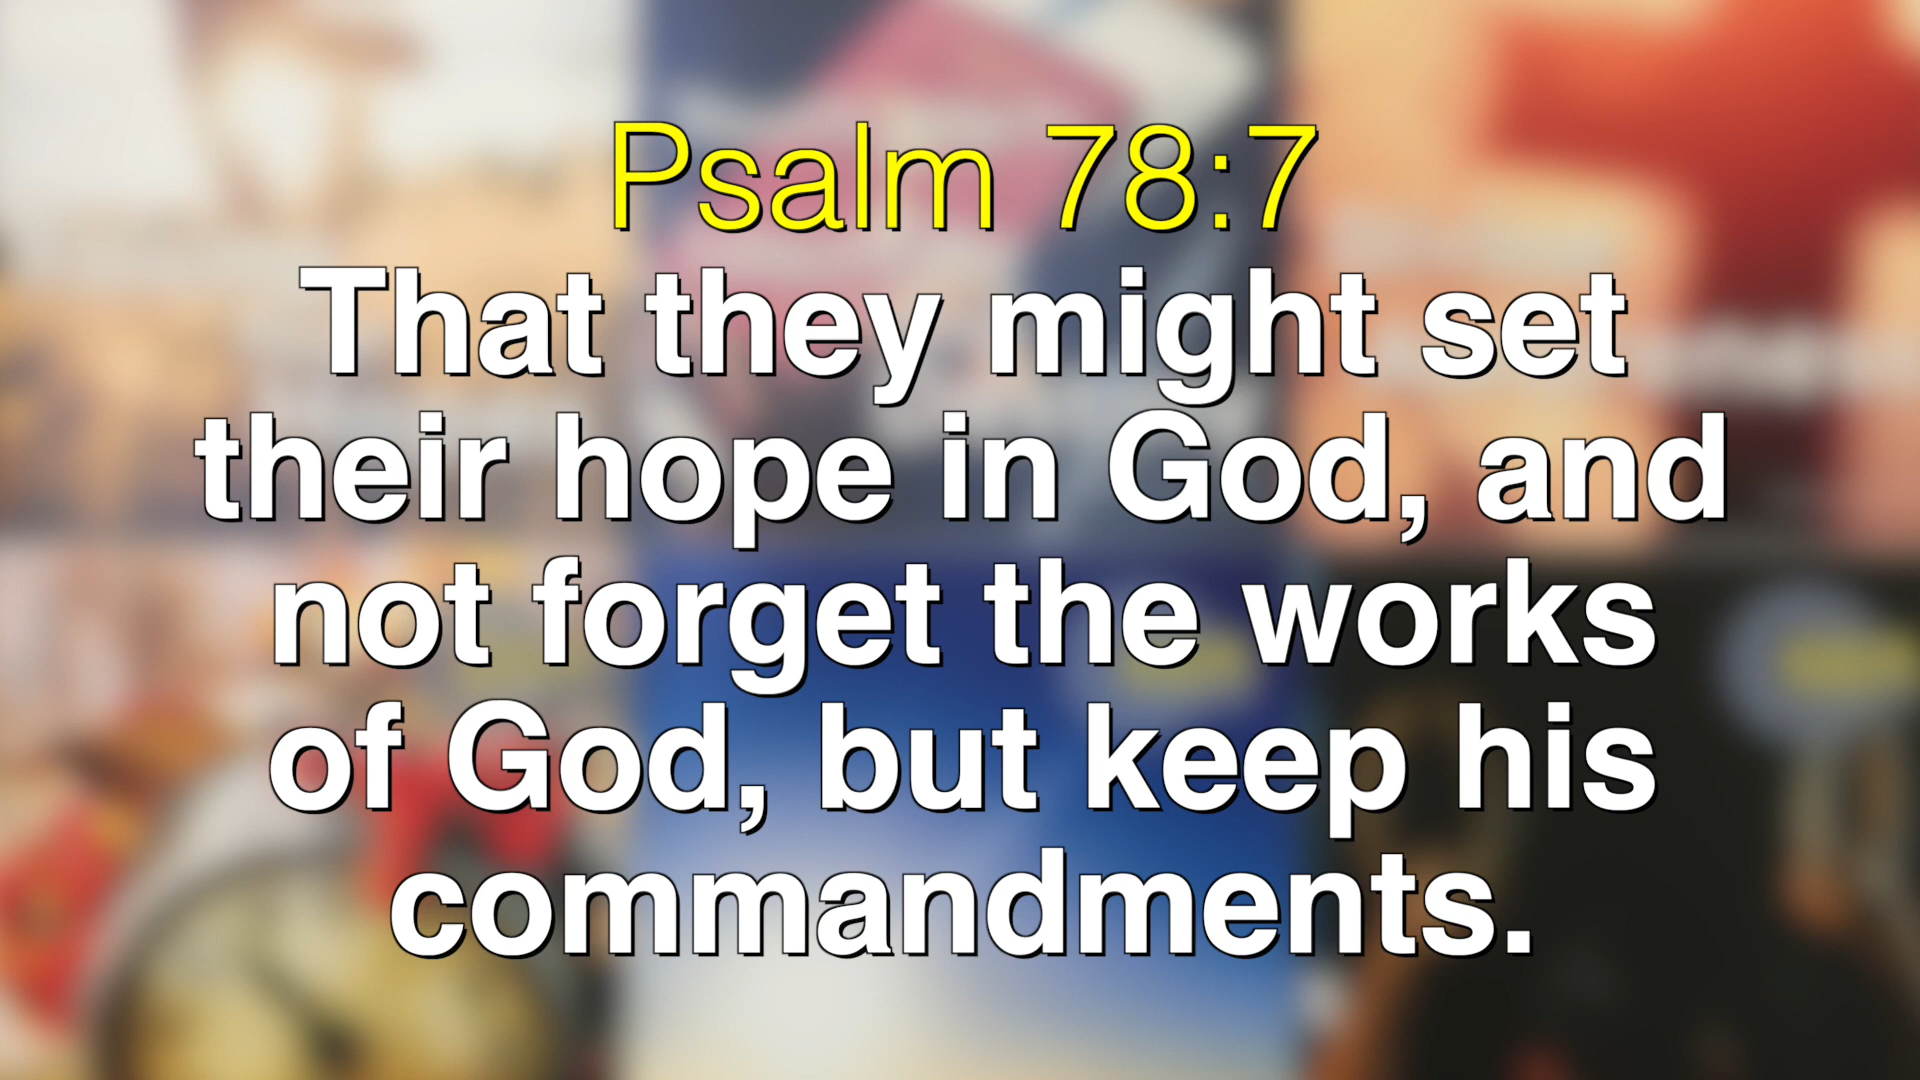 Psalm 78:7
That they might set
their hope in God, and
not forget the works
of God, but keep his
commandments.